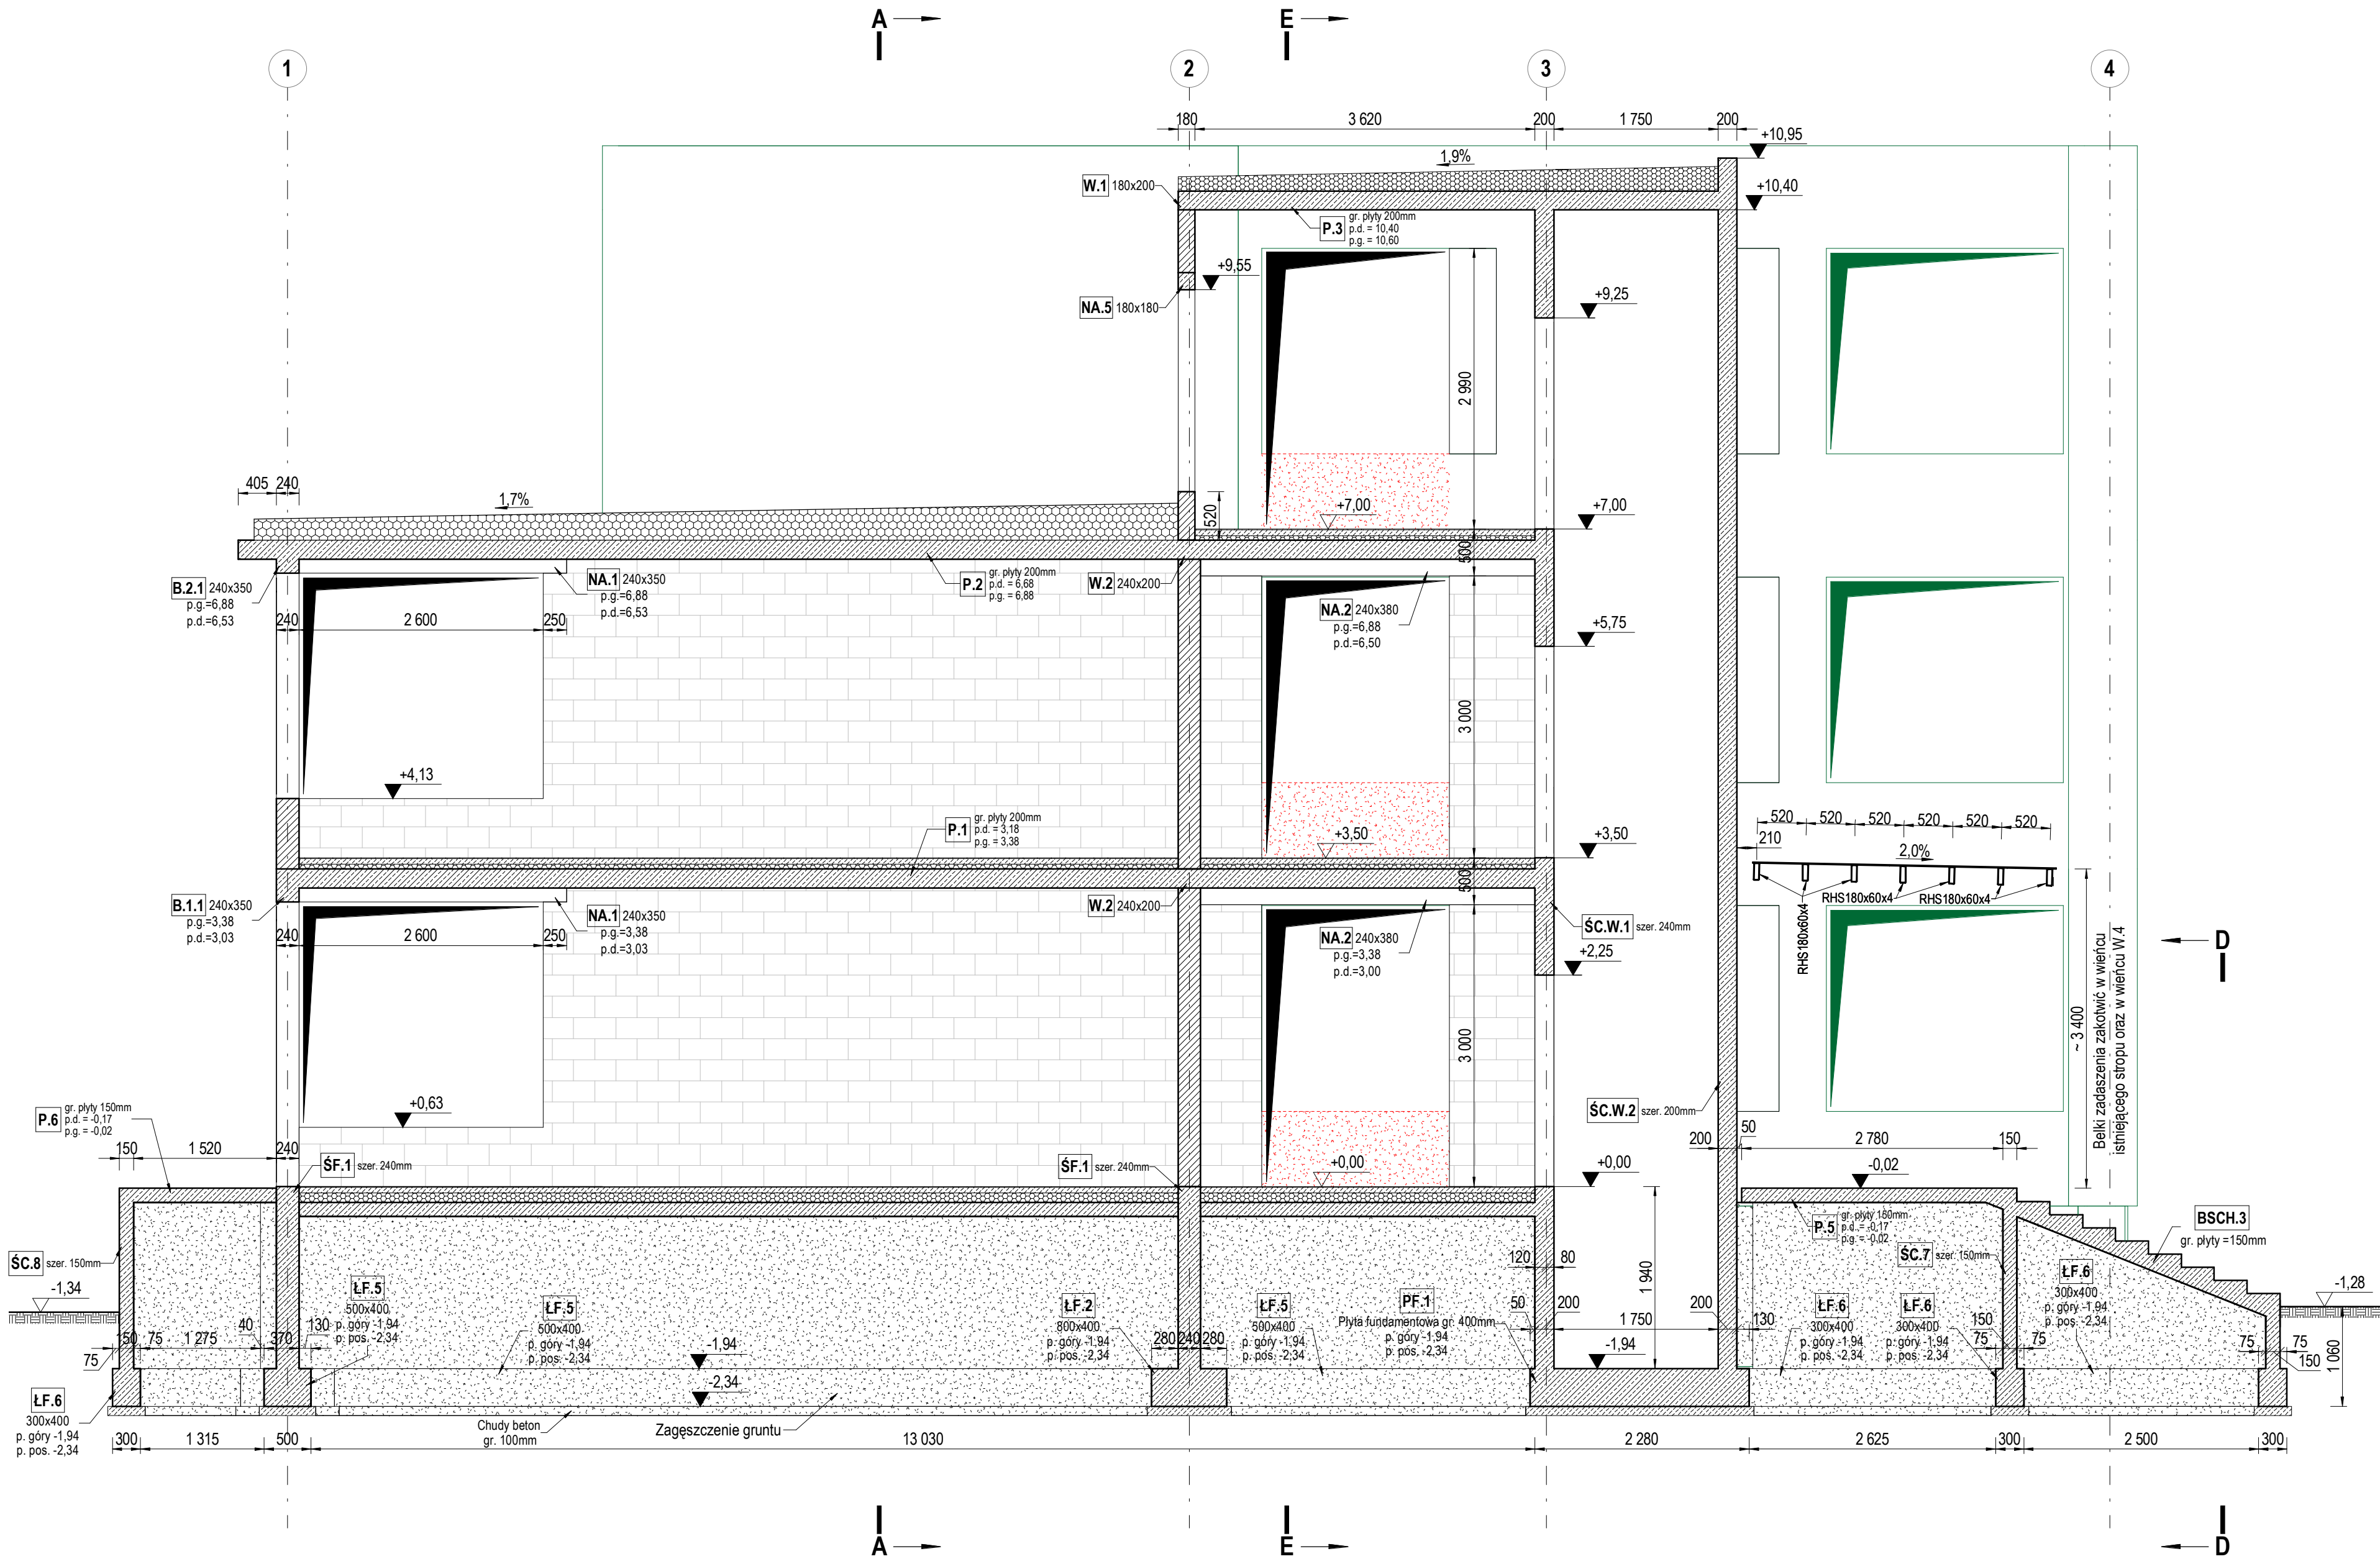 A
E
1
2
3
4
180
3 620
200
1 750
200
+10,95
1,9%
W.1 180x200
+10,40
P.3
gr. płyty 200mm
p.d. = 10,40
p.g. = 10,60
+9,55
NA.5 180x180
+9,25
2 990
405
240
1,7%
520
+7,00
+7,00
500
B.2.1 240x350
p.g.=6,88
p.d.=6,53
NA.1 240x350
p.g.=6,88
p.d.=6,53
P.2
gr. płyty 200mm
p.d. = 6,68
p.g. = 6,88
W.2 240x200
NA.2 240x380
p.g.=6,88
p.d.=6,50
240
2 600
250
+5,75
3 000
+4,13
P.1
gr. płyty 200mm
p.d. = 3,18
p.g. = 3,38
+3,50
+3,50
520
520
520
520
520
520
210
2,0%
500
B.1.1 240x350
p.g.=3,38
p.d.=3,03
NA.1 240x350
p.g.=3,38
p.d.=3,03
W.2 240x200
NA.2 240x380
p.g.=3,38
p.d.=3,00
ŚC.W.1 szer. 240mm
RHS180x60x4
RHS180x60x4
RHS180x60x4
240
2 600
250
+2,25
D
3 000
~ 3 400
Belki zadaszenia zakotwić w wieńcu
istniejącego stropu oraz w wieńcu W.4
+0,63
P.6
gr. płyty 150mm
p.d. = -0,17
p.g. = -0,02
ŚC.W.2 szer. 200mm
150
1 520
240
ŚF.1 szer. 240mm
ŚF.1 szer. 240mm
+0,00
+0,00
200
50
2 780
150
-0,02
P.5
gr. płyty 150mm
p.d. = -0,17
p.g. = -0,02
BSCH.3
gr. płyty =150mm
ŚC.8 szer. 150mm
-1,34
ŚC.7 szer. 150mm
120
80
1 940
ŁF.5
500x400
p. góry -1,94
p. pos. -2,34
ŁF.5
500x400
p. góry -1,94
p. pos. -2,34
ŁF.2
800x400
p. góry -1,94
p. pos. -2,34
ŁF.5
500x400
p. góry -1,94
p. pos. -2,34
PF.1
Płyta fundamentowa gr. 400mm
p. góry -1,94
p. pos. -2,34
ŁF.6
300x400
p. góry -1,94
p. pos. -2,34
ŁF.6
300x400
p. góry -1,94
p. pos. -2,34
ŁF.6
300x400
p. góry -1,94
p. pos. -2,34
-1,28
150
75
1 275
40
370
130
75
280
240
280
50
200
1 750
200
130
150
75
75
75
75
150
1 060
-1,94
-1,94
-2,34
ŁF.6
300x400
p. góry -1,94
p. pos. -2,34
Chudy beton
gr. 100mm
Zagęszczenie gruntu
300
1 315
500
13 030
2 280
2 625
300
2 500
300
A
E
D